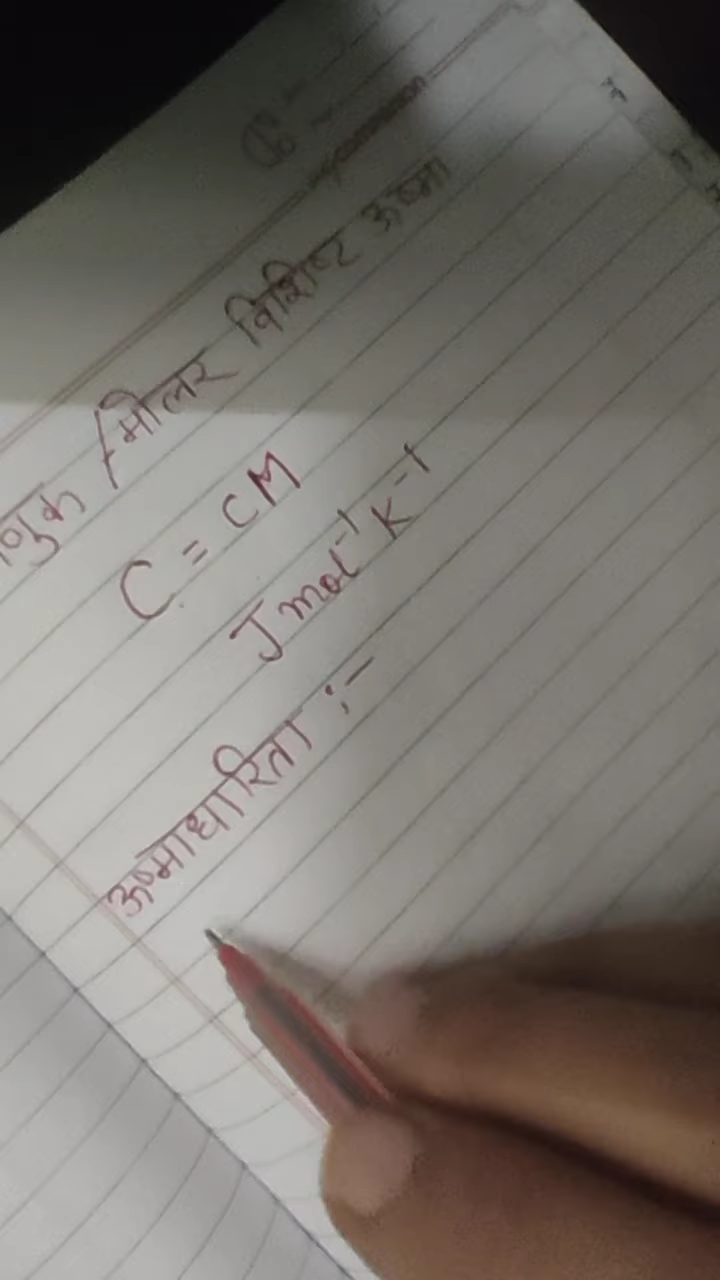 /मोलर विशिष्ट ऊष्मा
C = CM
J mol⁻¹ K⁻¹
ऊष्माधारिता :-